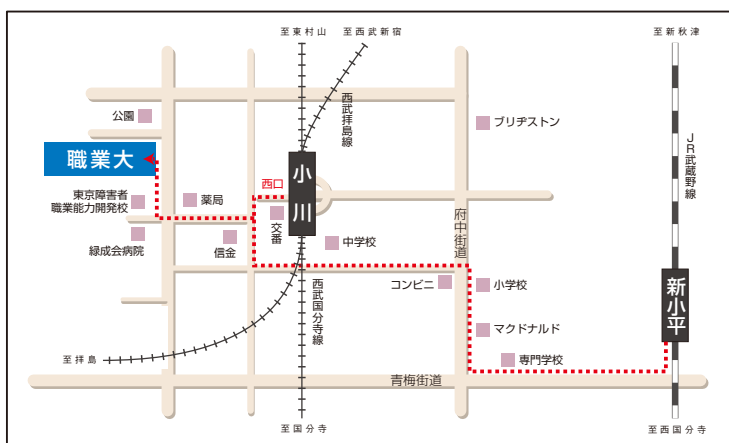 至東村山
至西武新宿
至新秋津
公園
西武拝島線
ブリヂストン
職業大
小川
JR武蔵野線
西口
東京障害者
職業能力開発校
薬局
府中街道
交番
緑成会病院
信金
中学校
コンビニ
小学校
新小平
西武国分寺線
マクドナルド
至拝島
専門学校
青梅街道
至国分寺
至西国分寺